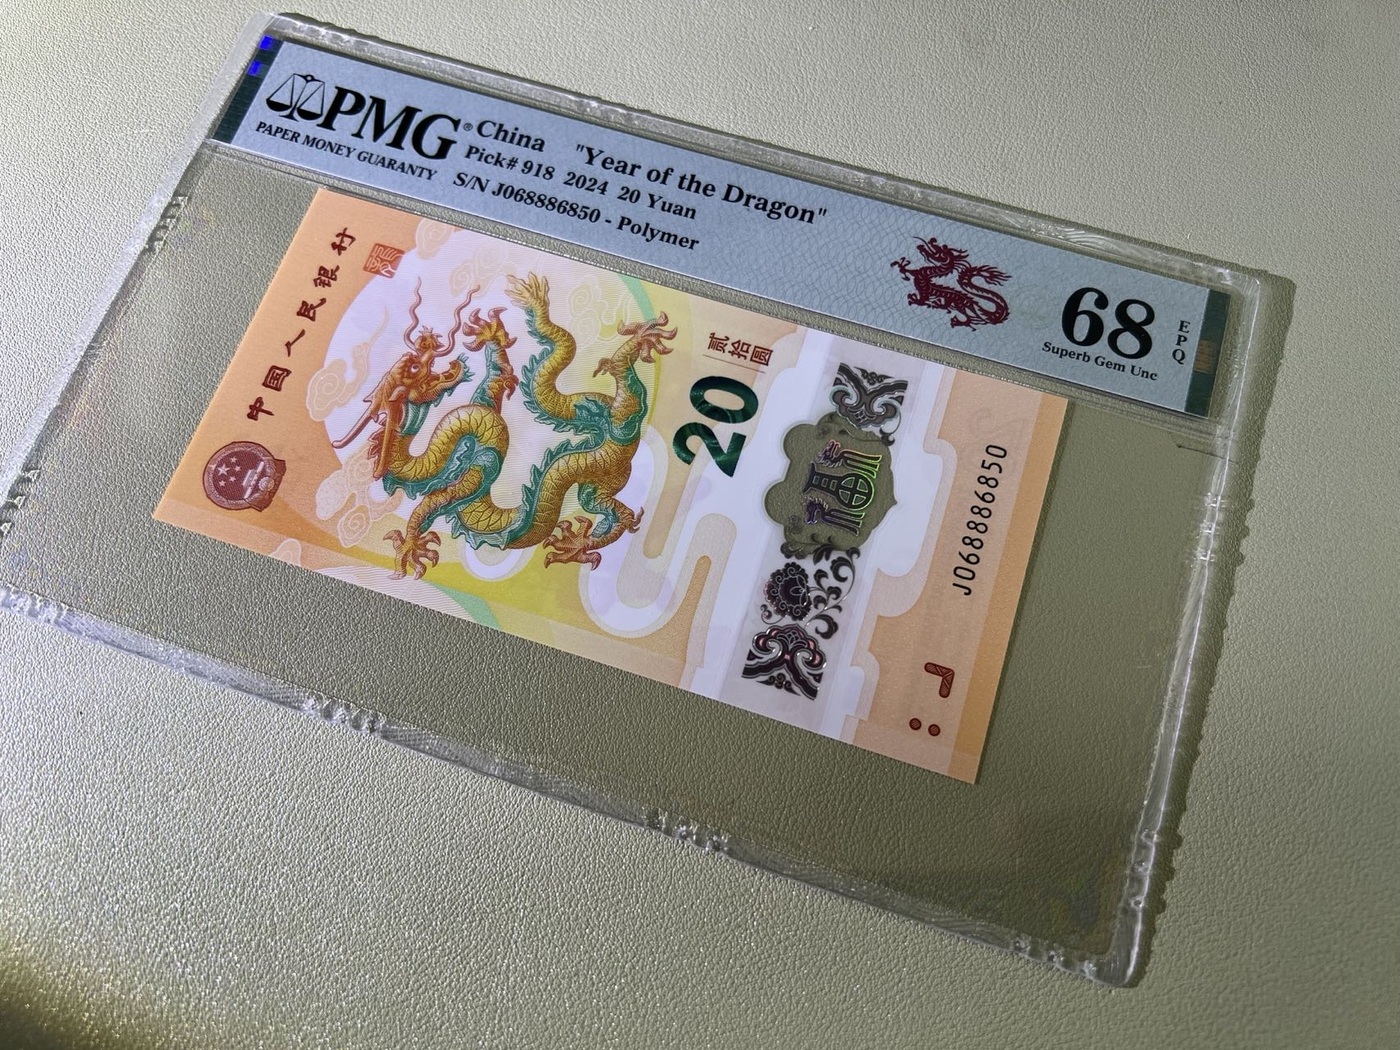 PMG®
PAPER MONEY GUARANTY
China "Year of the Dragon"
Pick# 918 2024 20 Yuan
S/N J068886850 - Polymer
68
EPQ
Superb Gem Unc
中国人民银行
贰拾圆
20
J068886850